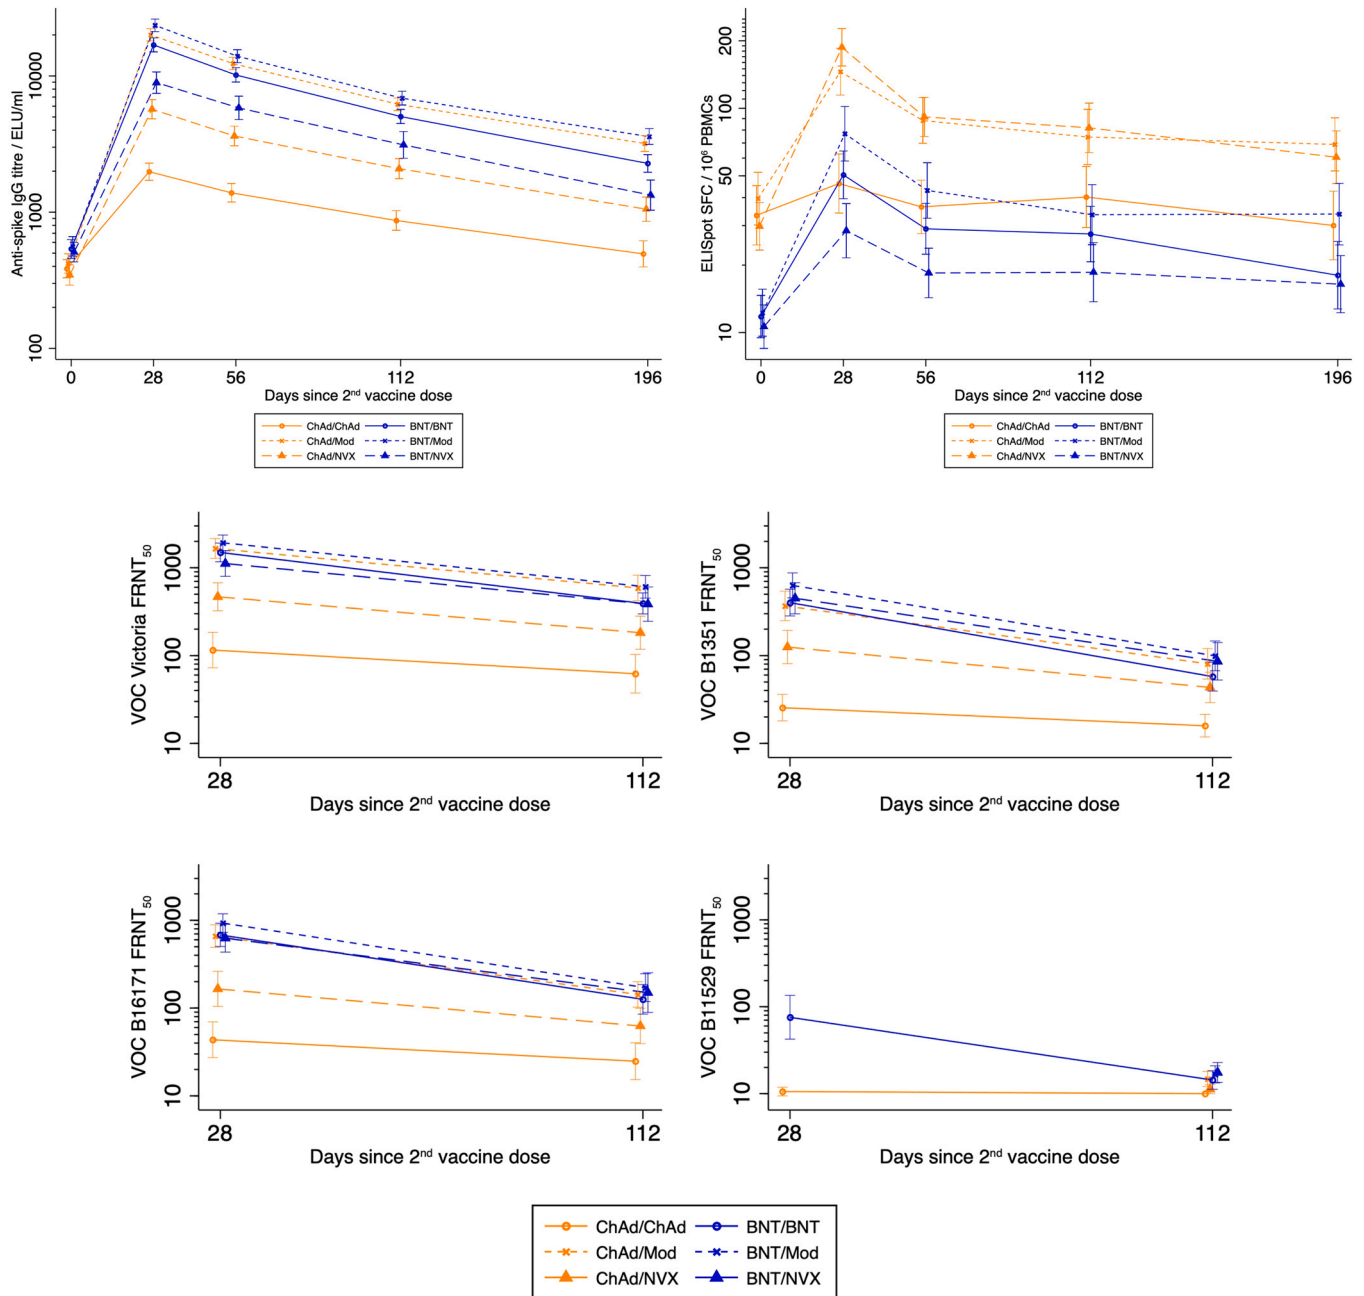 Anti-spike IgG titre / ELU/ml
10000
1000
100
0 28 56 112 196
Days since 2nd vaccine dose
ChAd/ChAd BNT/BNT
ChAd/Mod BNT/Mod
ChAd/NVX BNT/NVX
ELISpot SFC / 10⁶ PBMCs
200
100
50
10
0 28 56 112 196
Days since 2nd vaccine dose
ChAd/ChAd BNT/BNT
ChAd/Mod BNT/Mod
ChAd/NVX BNT/NVX
VOC Victoria FRNT₅₀
1000
100
10
28 112
Days since 2nd vaccine dose
VOC B1351 FRNT₅₀
1000
100
10
28 112
Days since 2nd vaccine dose
VOC B16171 FRNT₅₀
1000
100
10
28 112
Days since 2nd vaccine dose
VOC B11529 FRNT₅₀
1000
100
10
28 112
Days since 2nd vaccine dose
ChAd/ChAd BNT/BNT
ChAd/Mod BNT/Mod
ChAd/NVX BNT/NVX